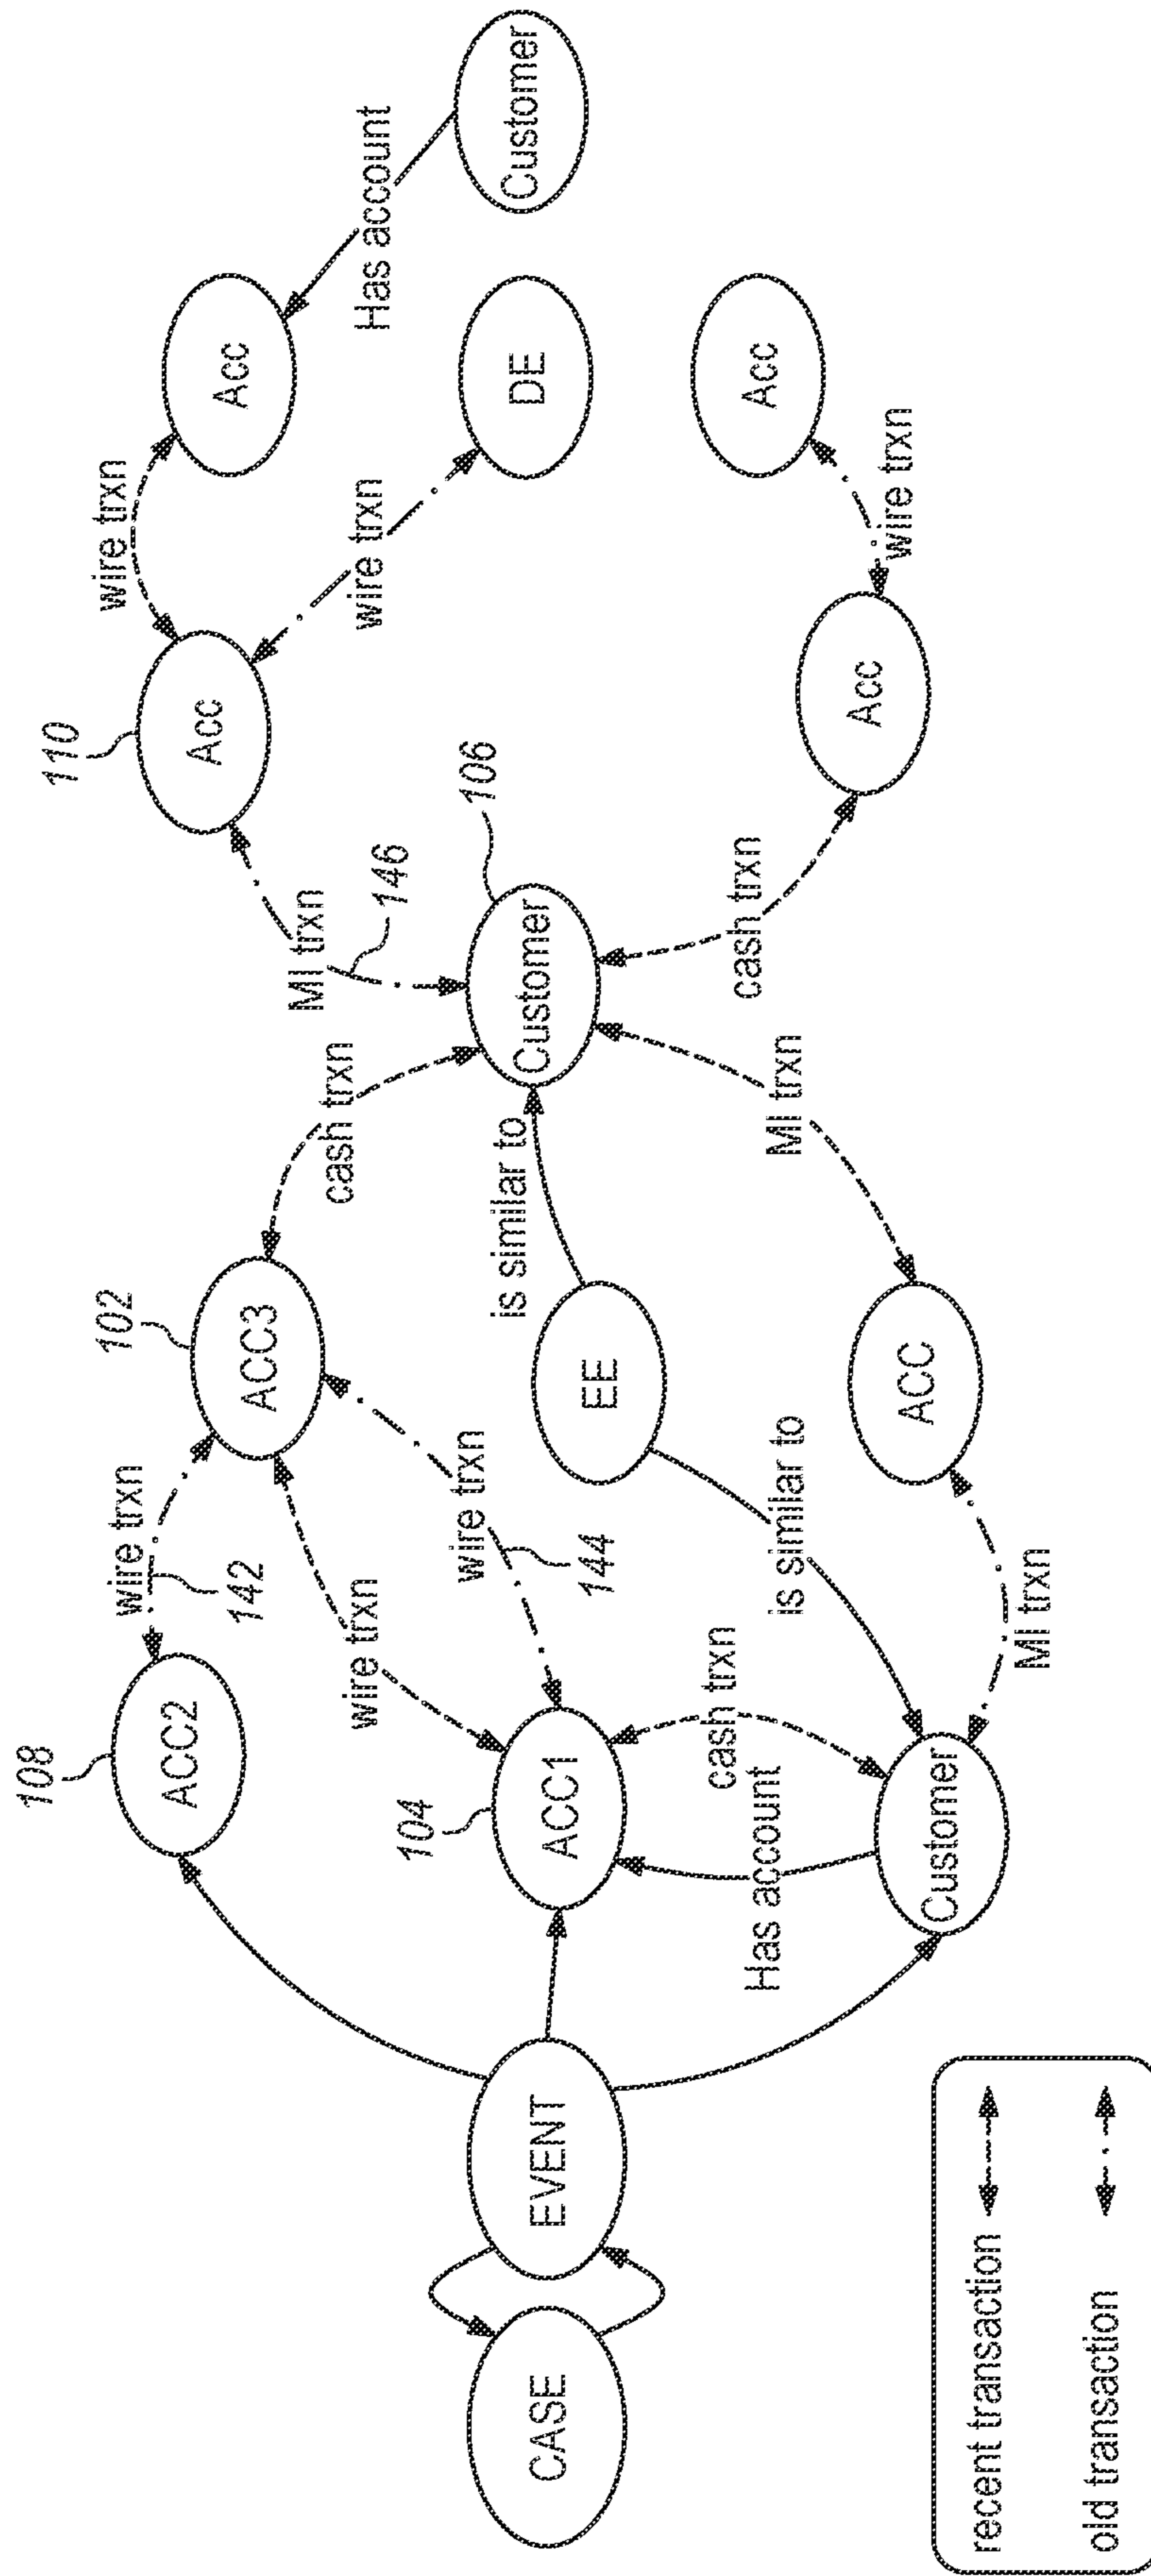 CASE
EVENT
108
ACC2
104
ACC1
Customer
Has account
cash trxn
wire trxn
142
wire trxn
wire trxn
144
102
ACC3
EE
is similar to
is similar to
ACC
MI trxn
MI trxn
cash trxn
MI trxn
146
Customer
106
cash trxn
110
Acc
Acc
wire trxn
wire trxn
wire trxn
Acc
DE
Acc
Has account
Customer
recent transaction
old transaction